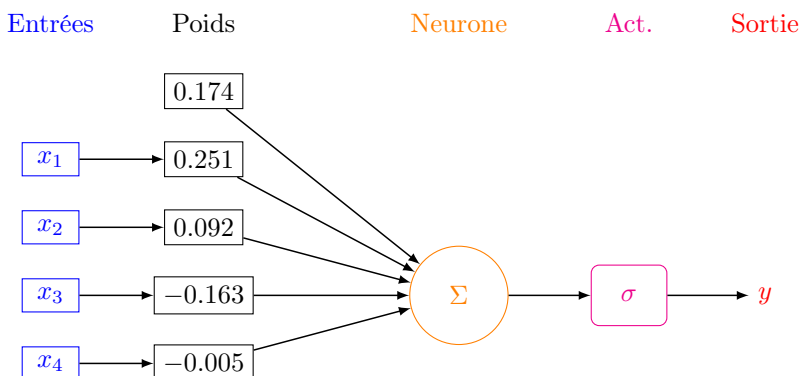 Entrées Poids Neurone Act. Sortie
0.174
x₁ 0.251
x₂ 0.092
x₃ −0.163 Σ σ y
x₄ −0.005